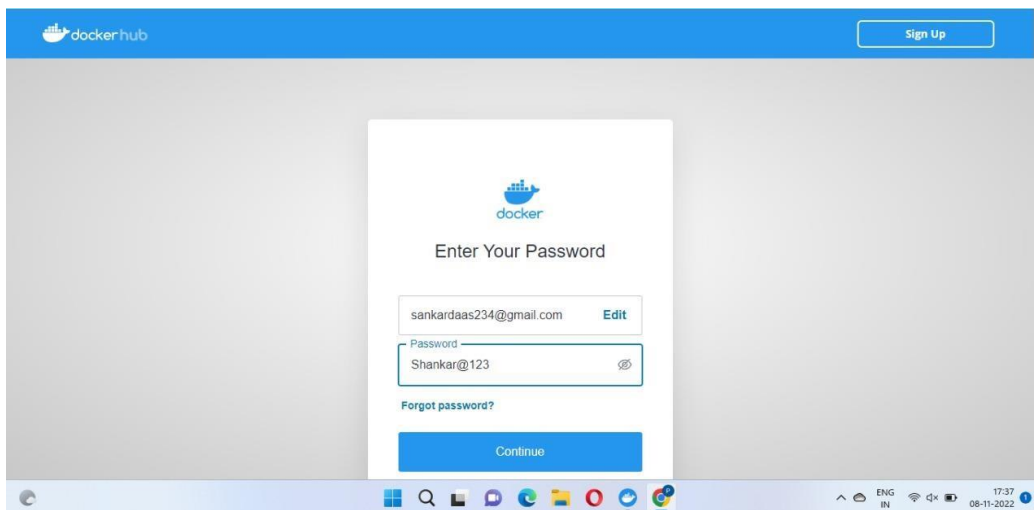 dockerhub
Sign Up
docker
Enter Your Password
sankardaas234@gmail.com Edit
Password
Shankar@123
Forgot password?
Continue
ENG
IN
17:37
08-11-2022
1
P